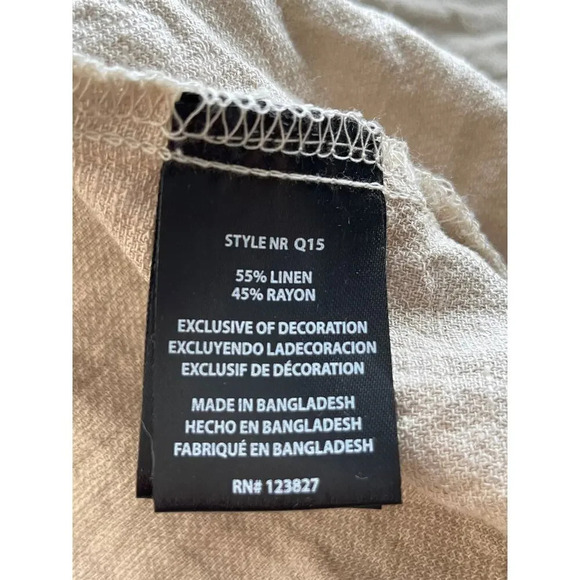 STYLE NR Q15
55% LINEN
45% RAYON
EXCLUSIVE OF DECORATION
EXCLUYENDO LADECORACION
EXCLUSIF DE DÉCORATION
MADE IN BANGLADESH
HECHO EN BANGLADESH
FABRIQUÉ EN BANGLADESH
RN# 123827